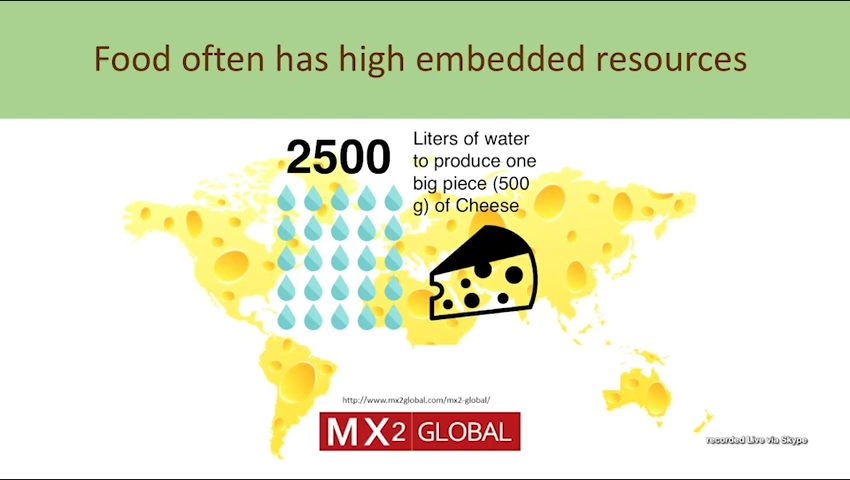 Food often has high embedded resources
2500
Liters of water
to produce one
big piece (500
g) of Cheese
http://www.mx2global.com/mx2-global/
MX2 GLOBAL
recorded Live via Skype